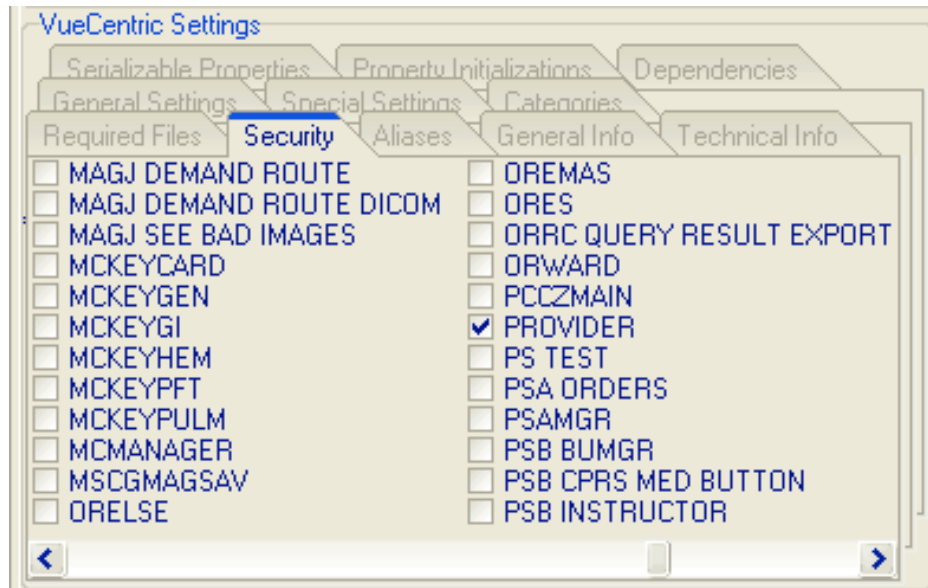 VueCentric Settings
Serializable Properties Property Initializations Dependencies
General Settings Special Settings Categories
Required Files Security Aliases General Info Technical Info
MAGJ DEMAND ROUTE
MAGJ DEMAND ROUTE DICOM
MAGJ SEE BAD IMAGES
MCKEYCARD
MCKEYGEN
MCKEYGI
MCKEYHEM
MCKEYPFT
MCKEYPULM
MCMANAGER
MSCGMAGSAV
ORELSE
OREMAS
ORES
ORRC QUERY RESULT EXPORT
ORWARD
PCCZMAIN
PROVIDER
PS TEST
PSA ORDERS
PSAMGR
PSB BUMGR
PSB CPRS MED BUTTON
PSB INSTRUCTOR